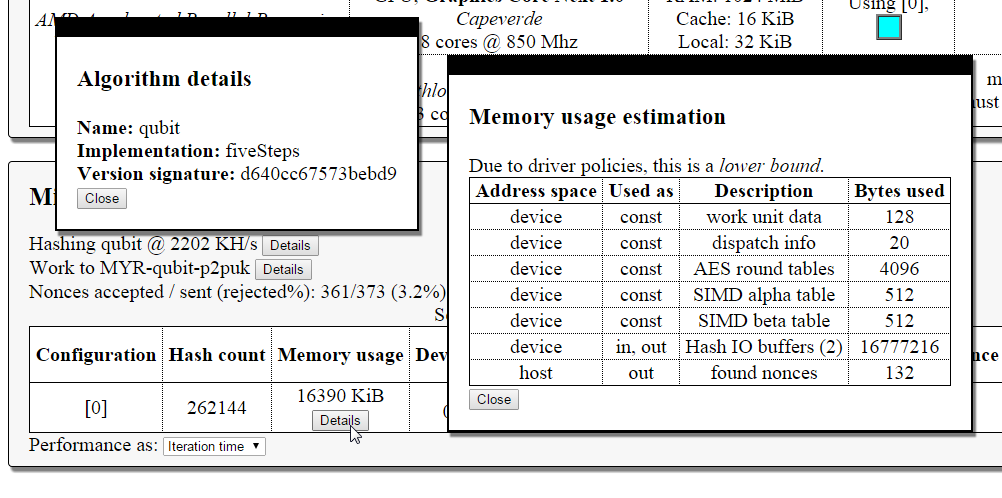 AMD Accelerated Parallel Processing
GPU, Graphics Core Next 1.0
Capeverde
8 cores @ 850 Mhz
RAM: 1024 MiB
Cache: 16 KiB
Local: 32 KiB
Using [0],
Algorithm details
Name: qubit
Implementation: fiveSteps
Version signature: d640cc67573bebd9
Close
Memory usage estimation
Due to driver policies, this is a lower bound.
Address space Used as Description Bytes used
device const work unit data 128
device const dispatch info 20
device const AES round tables 4096
device const SIMD alpha table 512
device const SIMD beta table 512
device in, out Hash IO buffers (2) 16777216
host out found nonces 132
Close
Hashing qubit @ 2202 KH/s Details
Work to MYR-qubit-p2puk Details
Nonces accepted / sent (rejected%): 361/373 (3.2%)
Configuration Hash count Memory usage
[0] 262144 16390 KiB
Details
Performance as: Iteration time